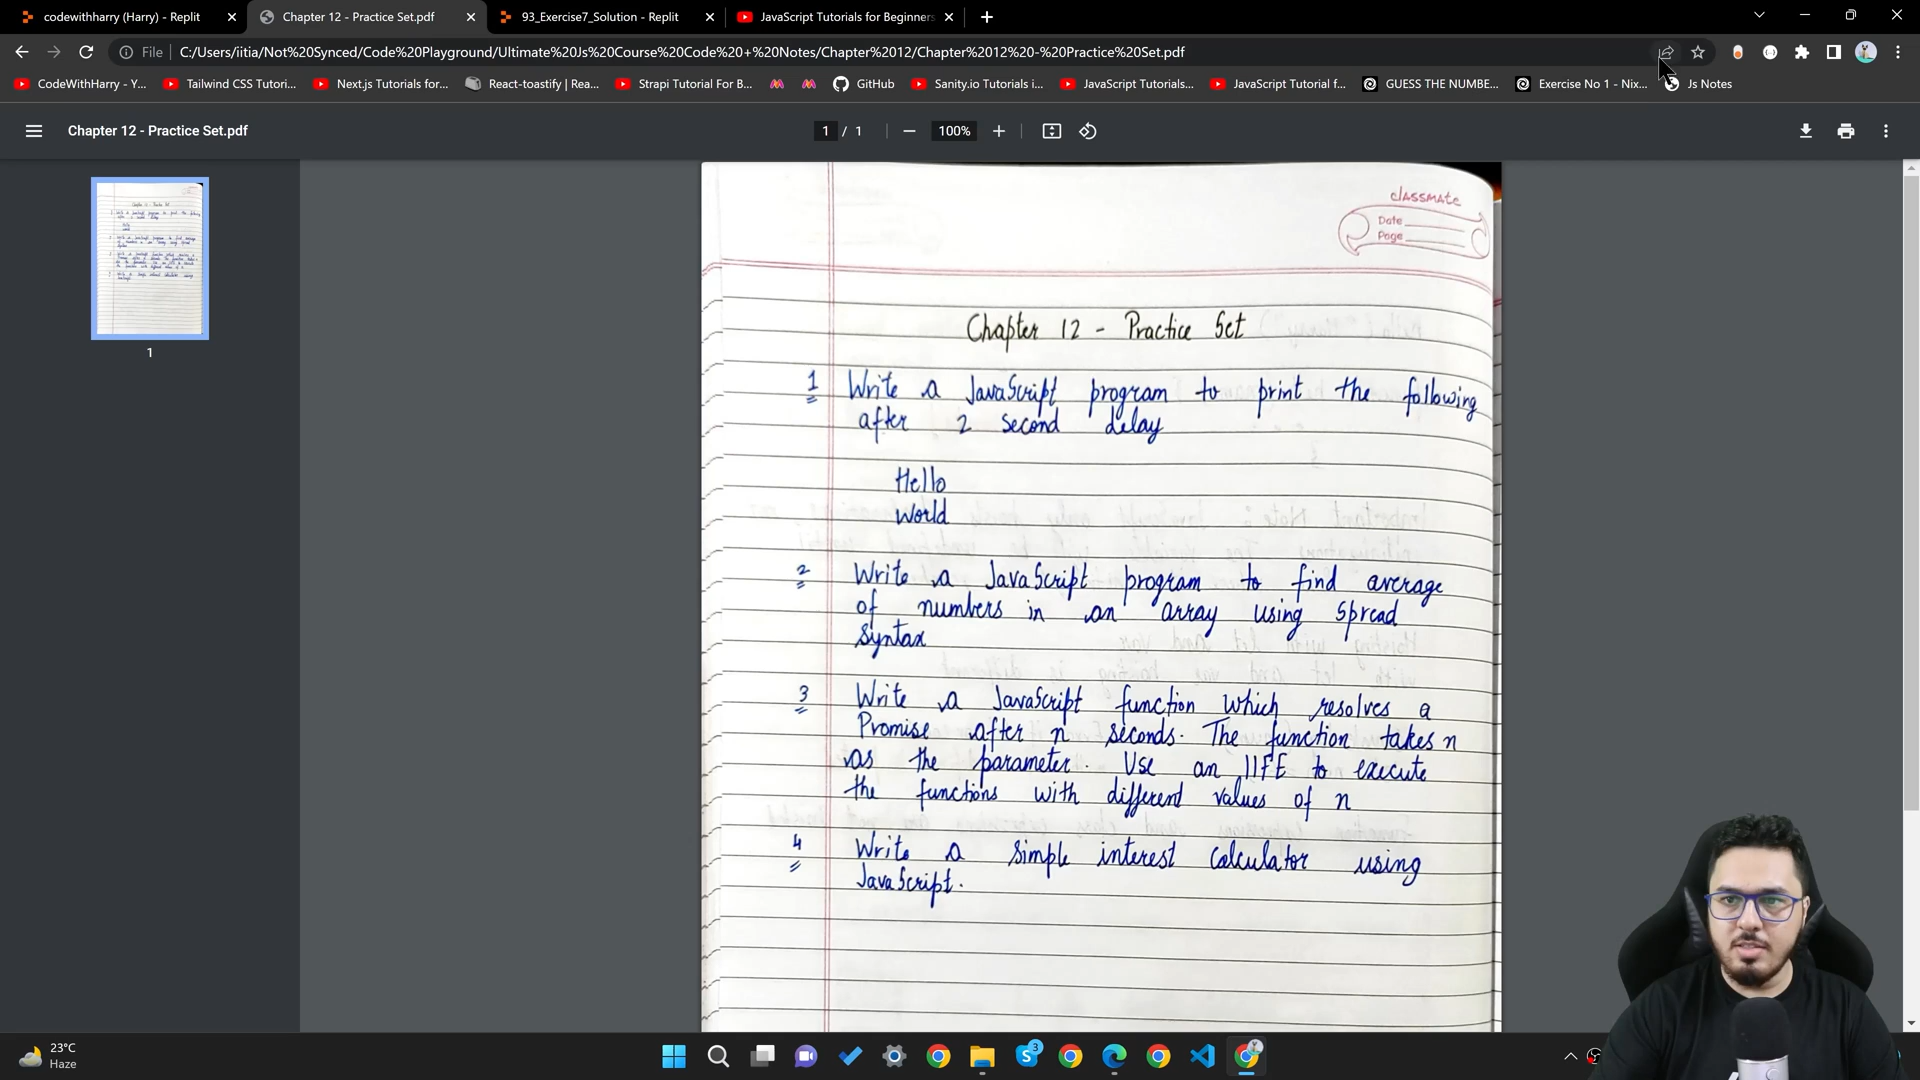 codewithharry (Harry) - Replit
Chapter 12 - Practice Set.pdf
93_Exercise7_Solution - Replit
JavaScript Tutorials for Beginners
File
C:/Users/iitia/Not%20Synced/Code%20Playground/Ultimate%20Js%20Course%20Code%20+%20Notes/Chapter%2012/Chapter%2012%20-%20Practice%20Set.pdf
CodeWithHarry - Y...
Tailwind CSS Tutori...
Next.js Tutorials for...
React-toastify | Rea...
Strapi Tutorial For B...
GitHub
Sanity.io Tutorials i...
JavaScript Tutorials...
JavaScript Tutorial f...
GUESS THE NUMBE...
Exercise No 1 - Nix...
Js Notes
Chapter 12 - Practice Set.pdf
1 / 1
100%
1
classmate
Date
Page
Chapter 12 - Practice Set
1 Write a JavaScript program to print the following
after 2 second delay
Hello
World
2 Write a JavaScript program to find average
of numbers in an array using spread
syntax
3 Write a JavaScript function which resolves a
Promise after n seconds. The function takes n
as the parameter. Use an IIFE to execute
the functions with different values of n
4 Write a simple interest calculator using
JavaScript.
23°C
Haze
3